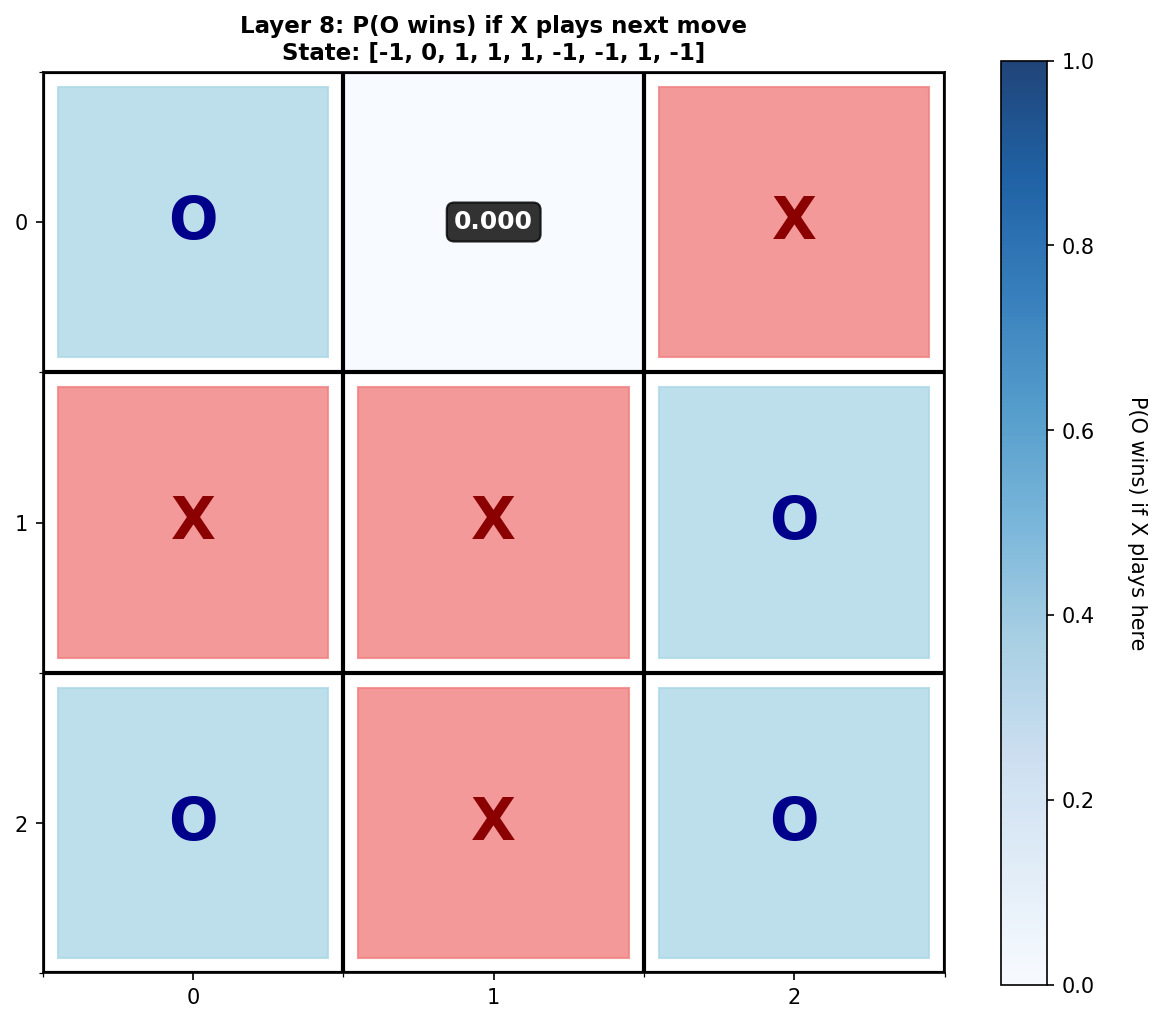 Layer 8: P(O wins) if X plays next move
State: [-1, 0, 1, 1, 1, -1, -1, 1, -1]
0
O
0.000
X
1
X
X
O
2
O
X
O
0
1
2
1.0
0.8
0.6
0.4
0.2
0.0
P(O wins) if X plays here